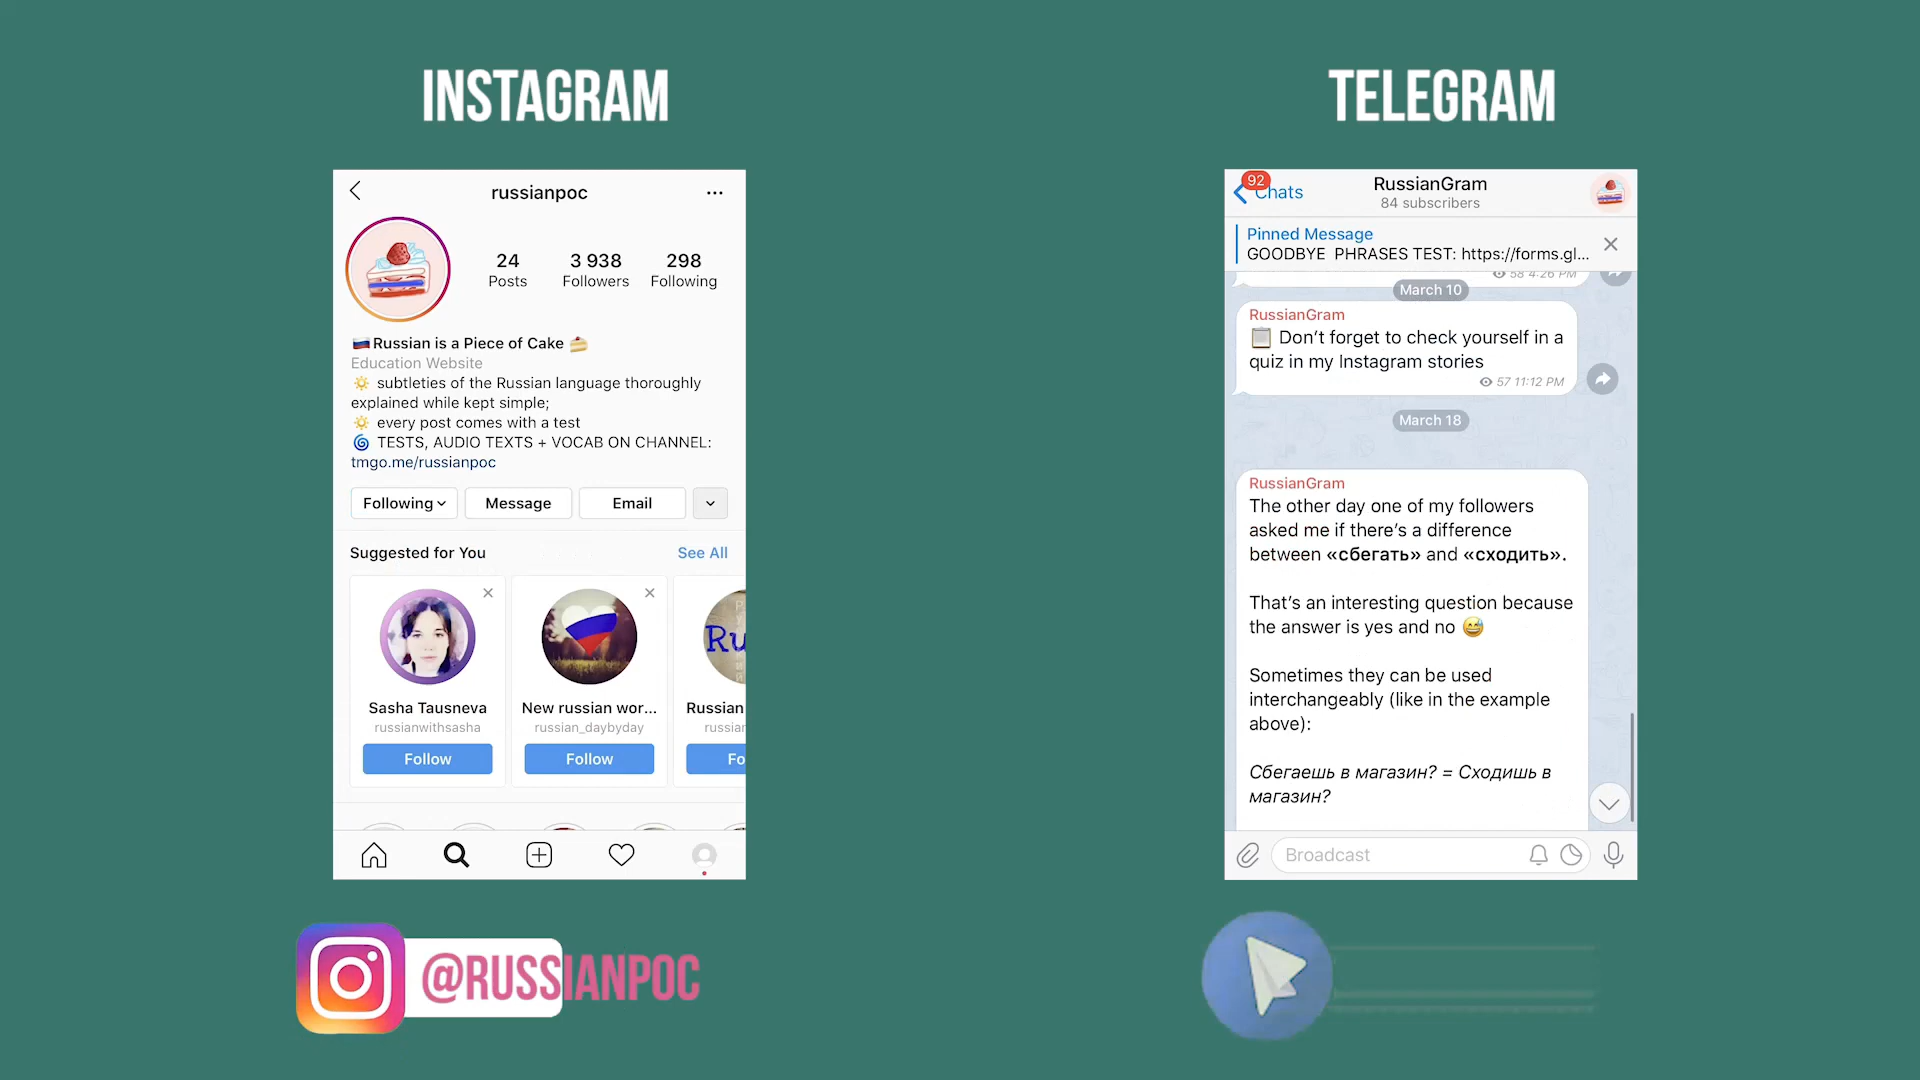 INSTAGRAM
russianpoc
24
Posts
3 938
Followers
298
Following
Russian is a Piece of Cake
Education Website
subtleties of the Russian language thoroughly
explained while kept simple;
every post comes with a test
TESTS, AUDIO TEXTS + VOCAB ON CHANNEL:
tmgo.me/russianpoc
Following
Message
Email
Suggested for You
See All
Sasha Tausneva
russianwithsasha
Follow
New russian wor...
russian_daybyday
Follow
Ru
Russian
russian
Fo
@RUSSIANPOC
TELEGRAM
92
Chats
RussianGram
84 subscribers
Pinned Message
GOODBYE PHRASES TEST: https://forms.gl...
58 4:26 PM
March 10
RussianGram
Don’t forget to check yourself in a
quiz in my Instagram stories
57 11:12 PM
March 18
RussianGram
The other day one of my followers
asked me if there’s a difference
between «сбегать» and «сходить».
That’s an interesting question because
the answer is yes and no
Sometimes they can be used
interchangeably (like in the example
above):
Сбегаешь в магазин? = Сходишь в
магазин?
Broadcast